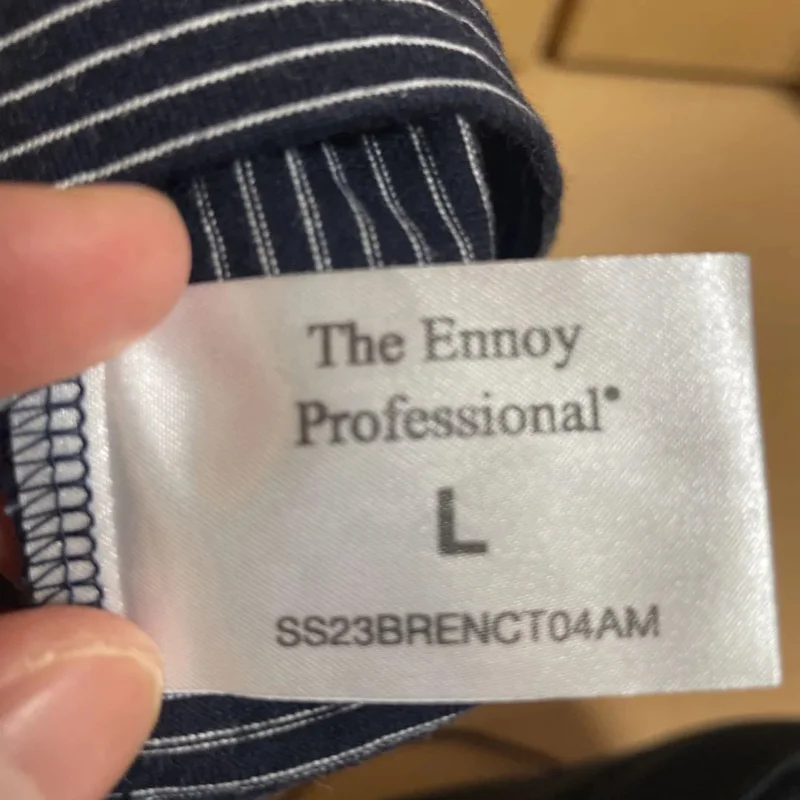 The Ennoy
Professional®
L
SS23BRENCT04AM